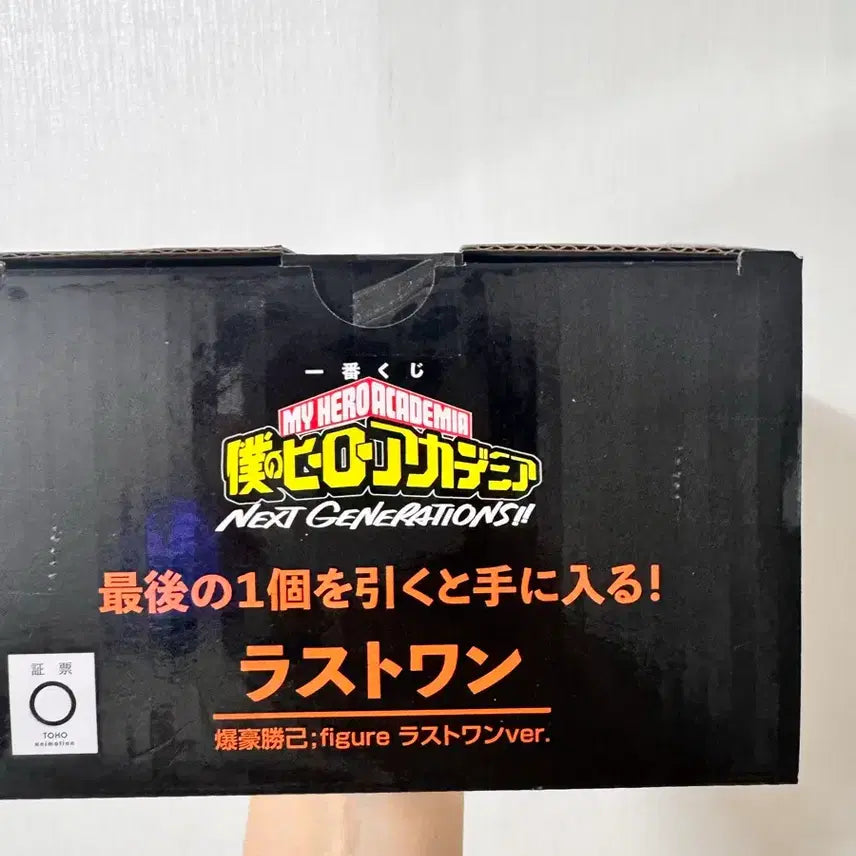 一番くじ
MY HERO ACADEMIA
僕のヒーローアカデミア
NEXT GENERATIONS!!
最後の1個を引くと手に入る!
ラストワン
爆豪勝己;figure ラストワンver.
証票
TOHO
animation